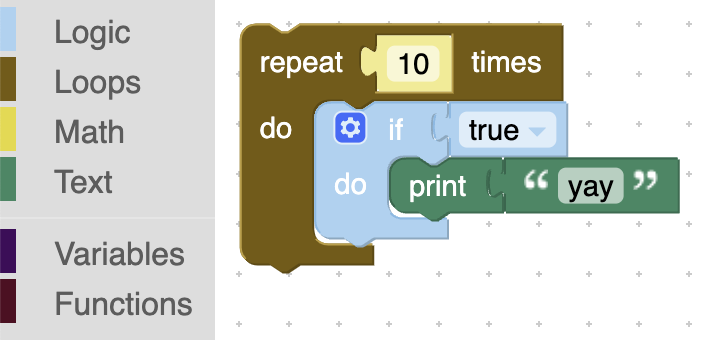 Logic
Loops
Math
Text
Variables
Functions
repeat 10 times
do if true
do print “ yay ”